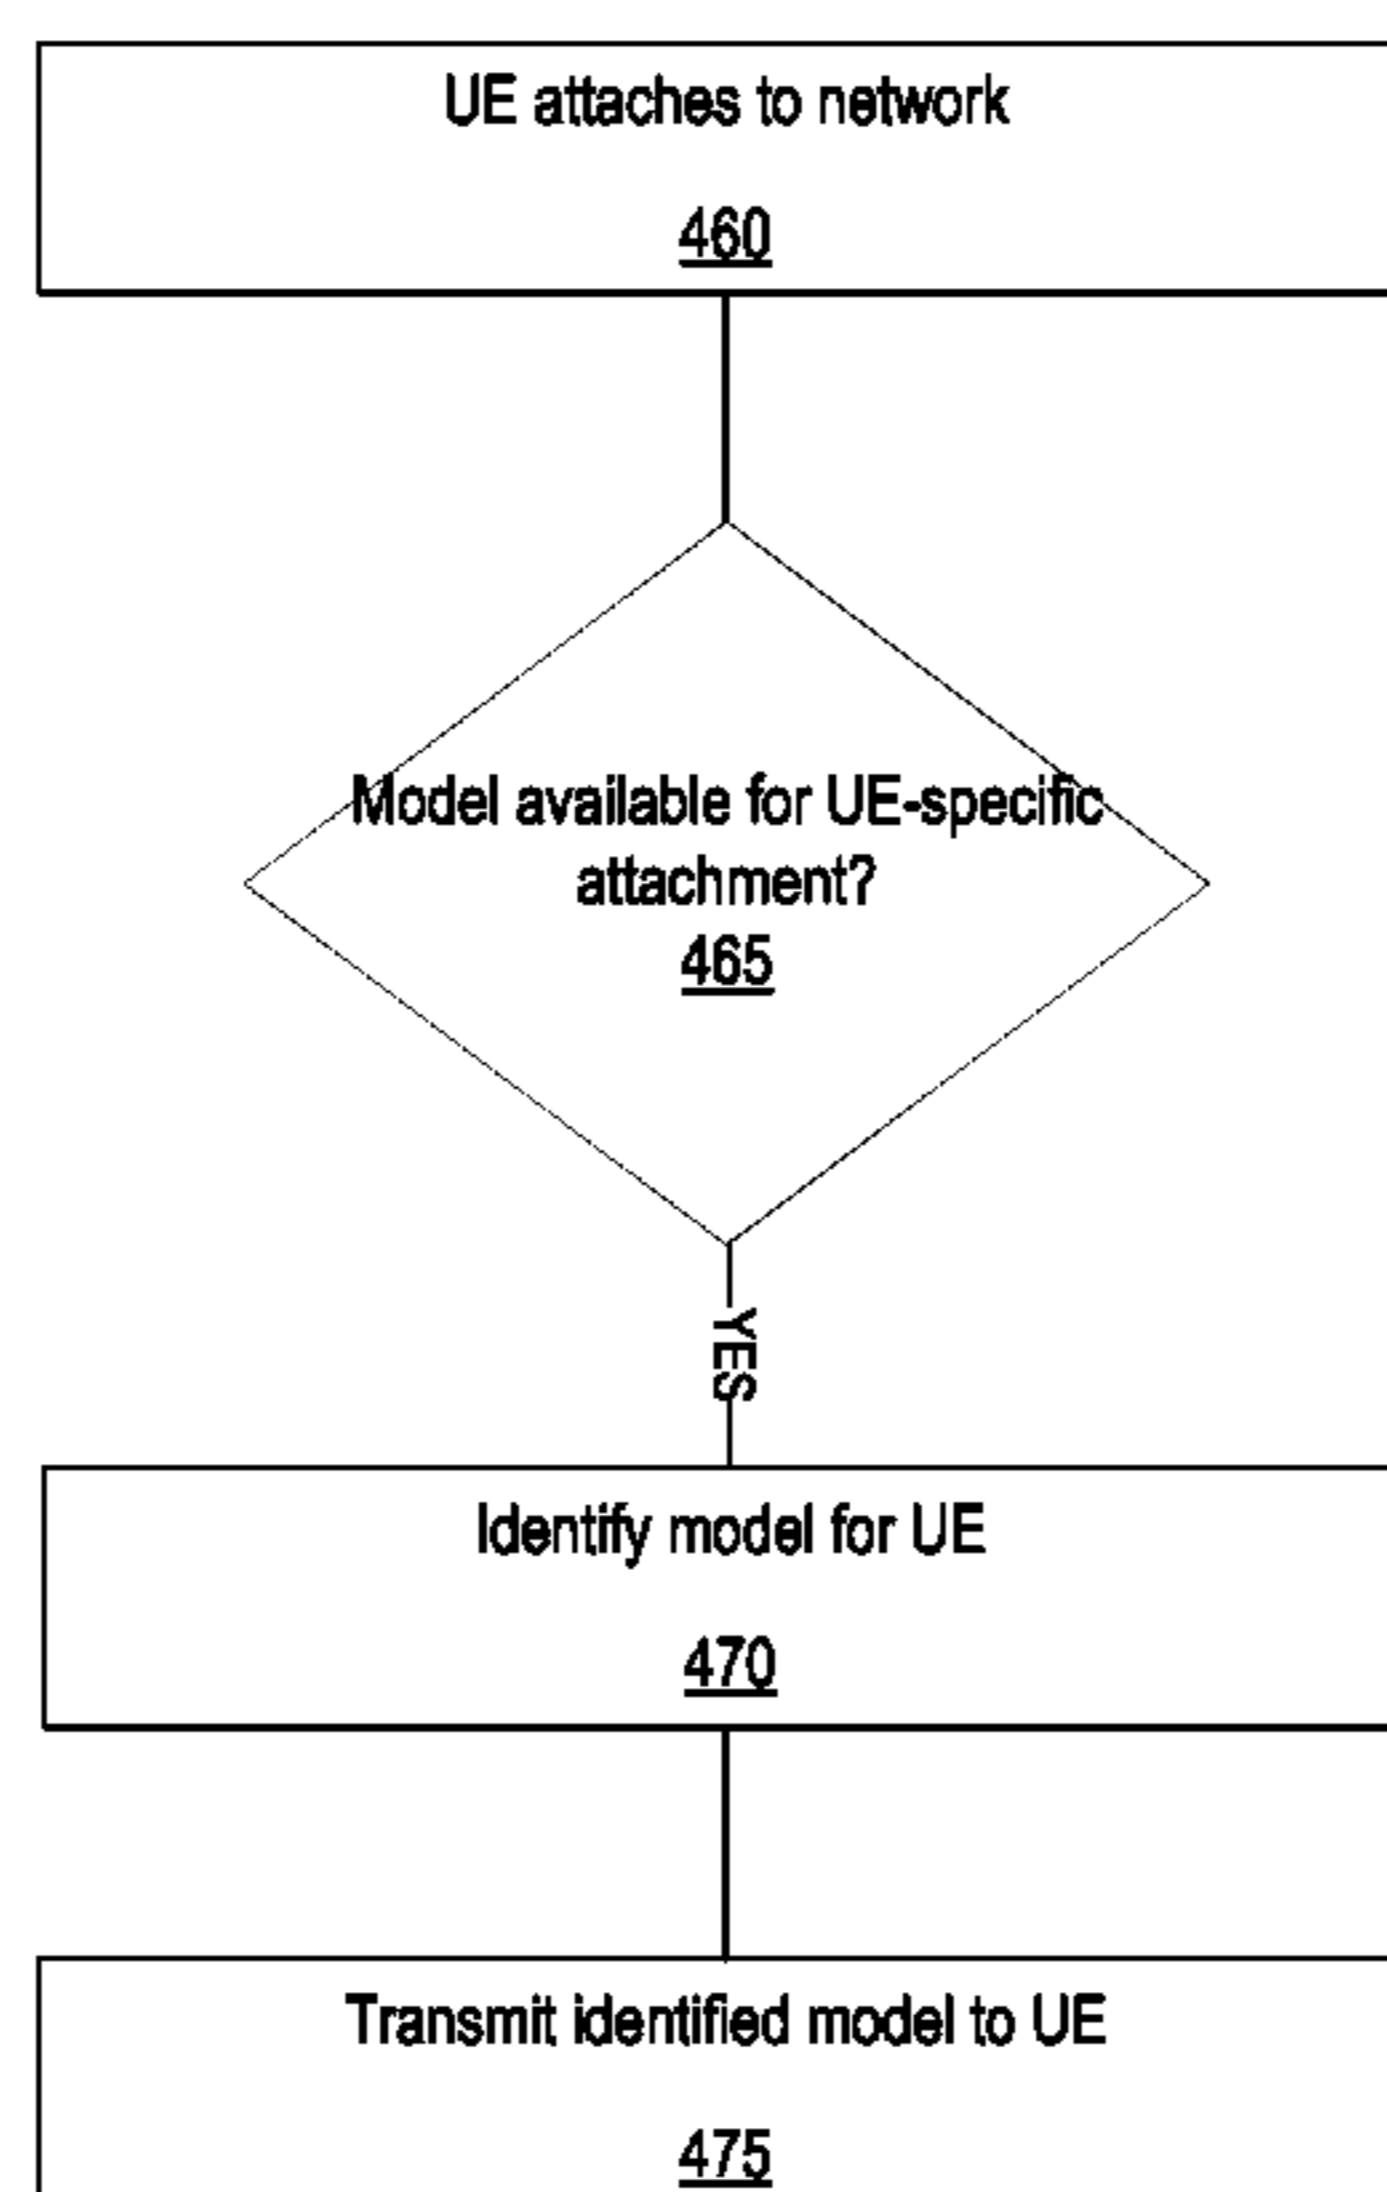 UE attaches to network
460
Model available for UE-specific
attachment?
465
YES
Identify model for UE
470
Transmit identified model to UE
475